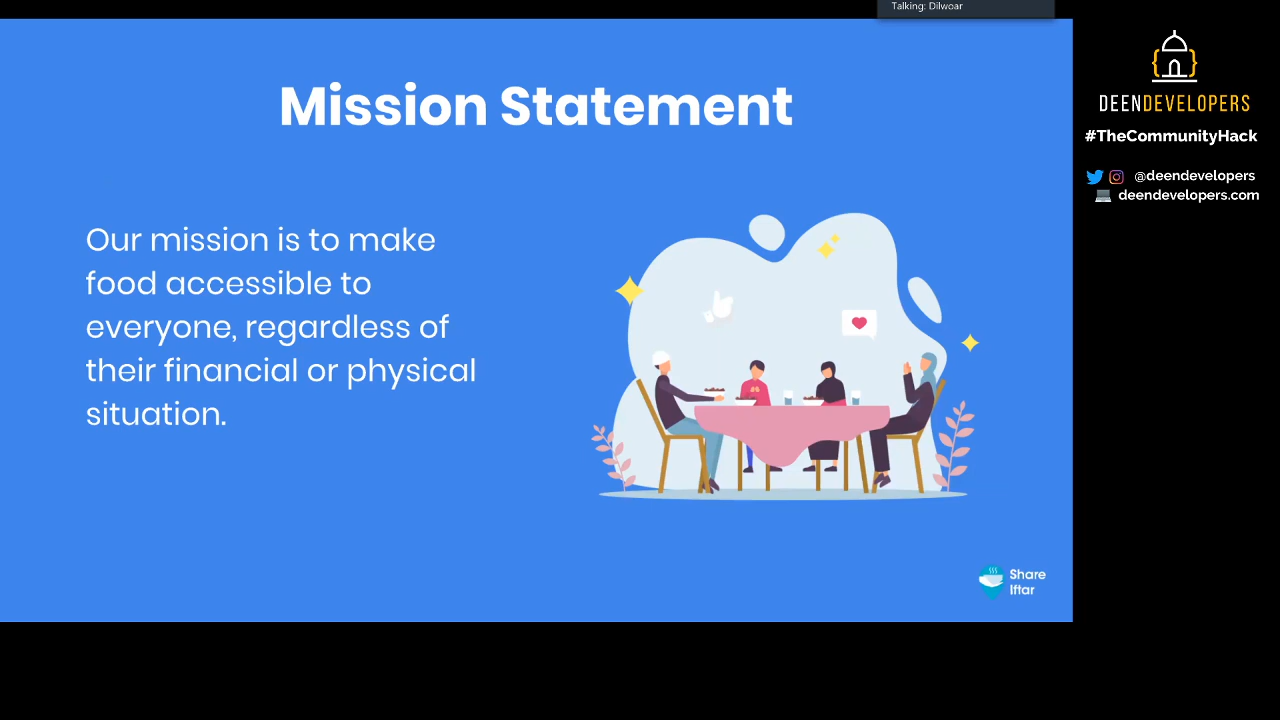 Talking: Dilwoar
Mission Statement
Our mission is to make
food accessible to
everyone, regardless of
their financial or physical
situation.
Share
Iftar
DEENDEVELOPERS
#TheCommunityHack
@deendevelopers
deendevelopers.com